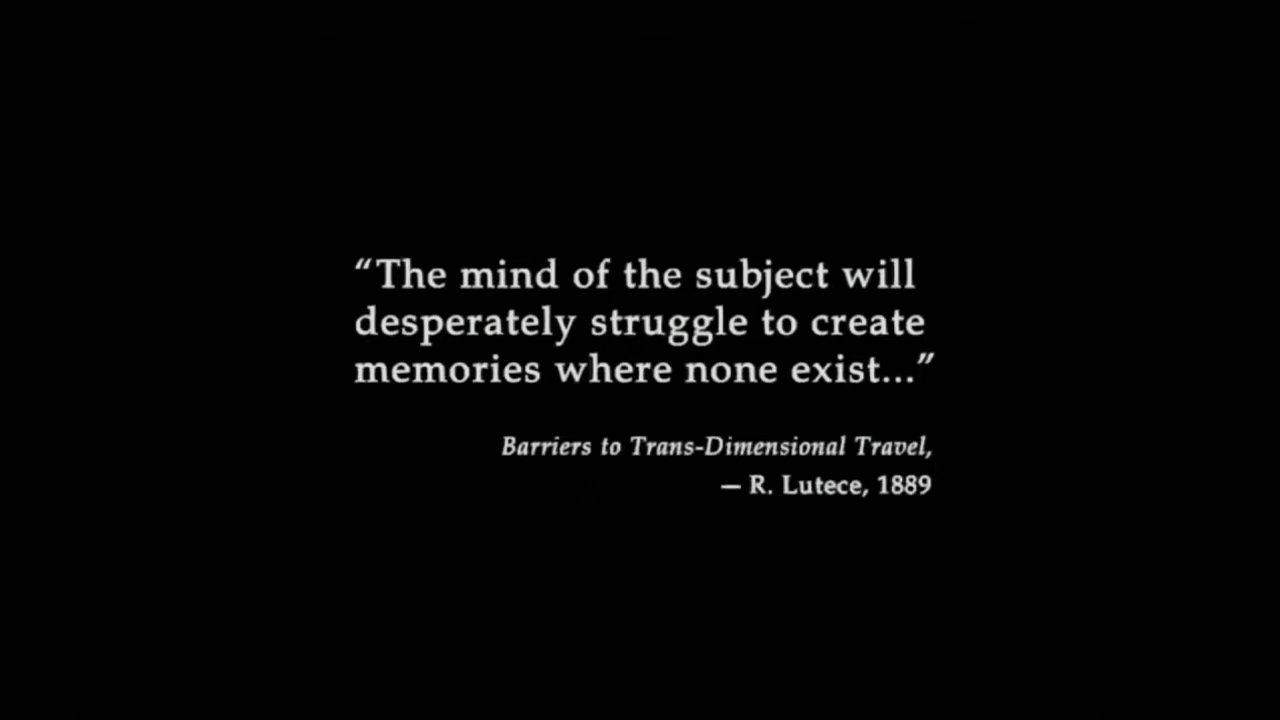 “The mind of the subject will
desperately struggle to create
memories where none exist...”
Barriers to Trans-Dimensional Travel,
— R. Lutece, 1889